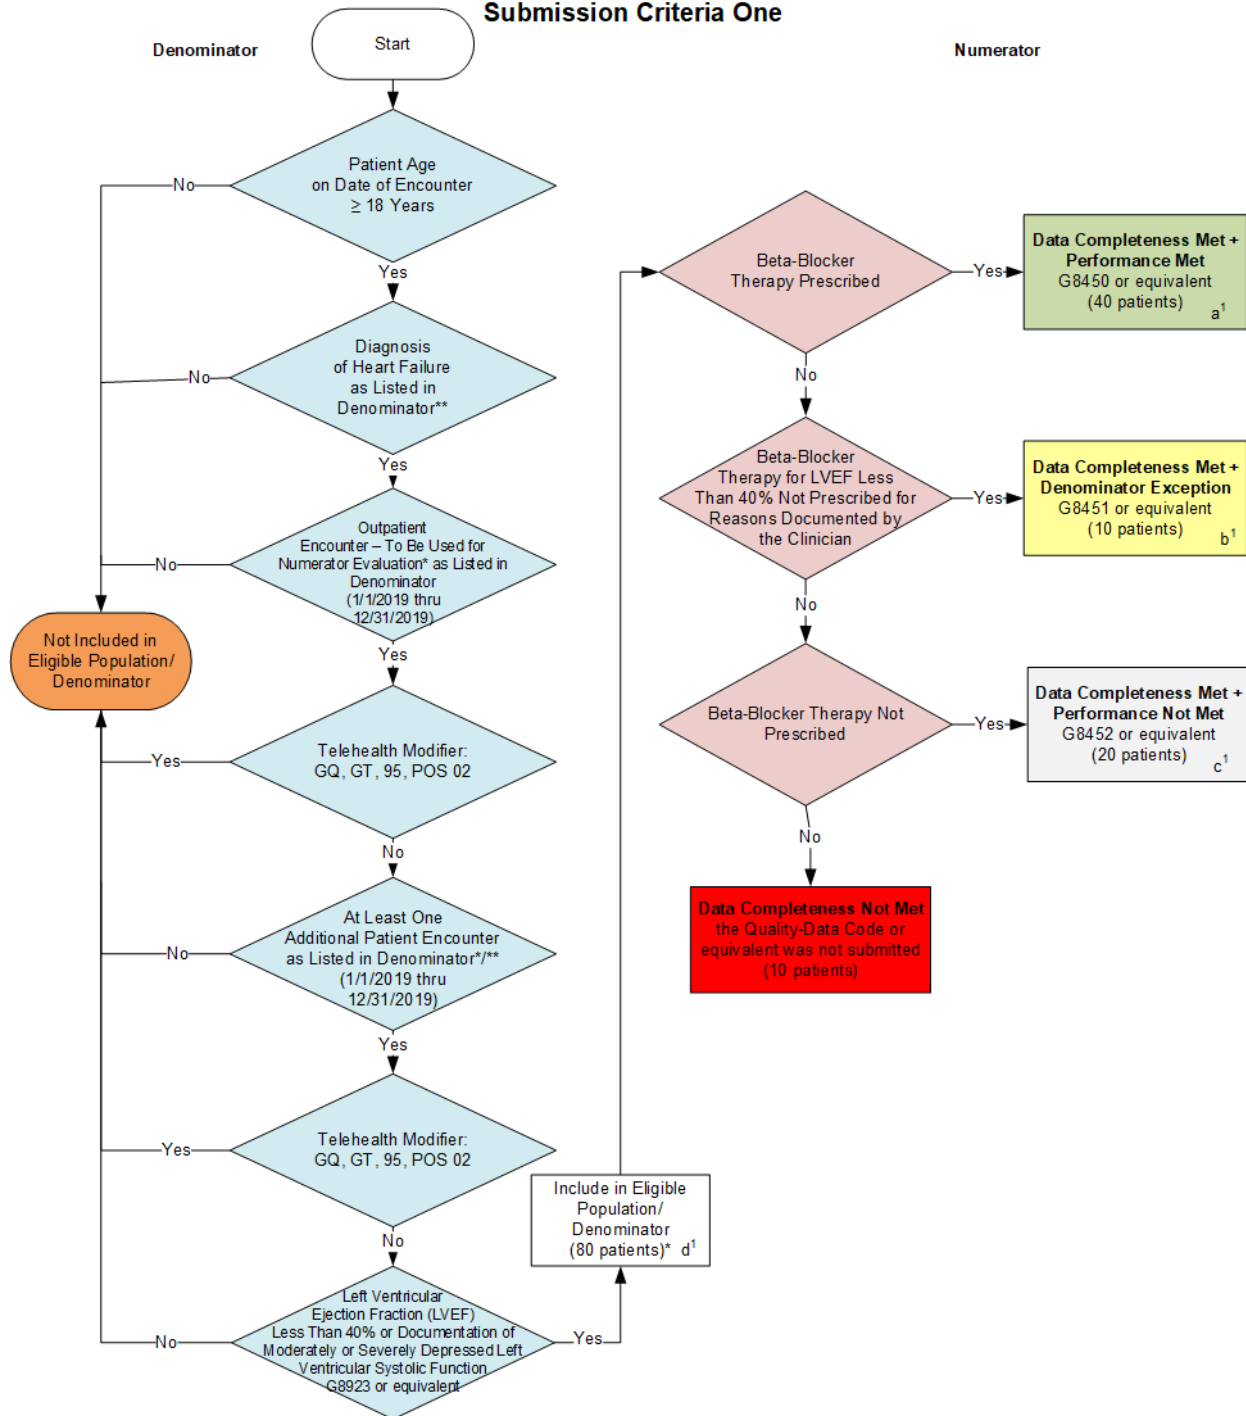 Submission Criteria One
Denominator
Start
Numerator
Patient Age
on Date of Encounter
≥ 18 Years
No
Yes
Diagnosis
of Heart Failure
as Listed in
Denominator**
No
Yes
Outpatient
Encounter – To Be Used for
Numerator Evaluation* as Listed in
Denominator
(1/1/2019 thru
12/31/2019)
No
Yes
Not Included in
Eligible Population/
Denominator
Telehealth Modifier:
GQ, GT, 95, POS 02
Yes
No
At Least One
Additional Patient Encounter
as Listed in Denominator*/**
(1/1/2019 thru
12/31/2019)
No
Yes
Telehealth Modifier:
GQ, GT, 95, POS 02
Yes
No
Left Ventricular
Ejection Fraction (LVEF)
Less Than 40% or Documentation of
Moderately or Severely Depressed Left
Ventricular Systolic Function
G8923 or equivalent
No
Yes
Include in Eligible
Population/
Denominator
(80 patients)* d¹
Beta-Blocker
Therapy Prescribed
Yes
No
Data Completeness Met +
Performance Met
G8450 or equivalent
(40 patients)
a¹
Beta-Blocker
Therapy for LVEF Less
Than 40% Not Prescribed for
Reasons Documented by
the Clinician
Yes
No
Data Completeness Met +
Denominator Exception
G8451 or equivalent
(10 patients)
b¹
Beta-Blocker Therapy Not
Prescribed
Yes
No
Data Completeness Met +
Performance Not Met
G8452 or equivalent
(20 patients)
c¹
Data Completeness Not Met
the Quality-Data Code or
equivalent was not submitted
(10 patients)